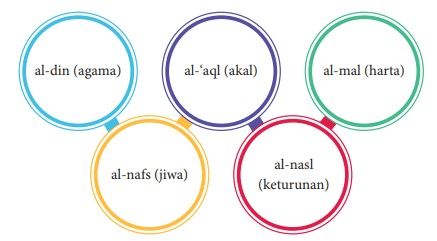 al-din (agama)
al-‘aql (akal)
al-mal (harta)
al-nafs (jiwa)
al-nasl
(keturunan)